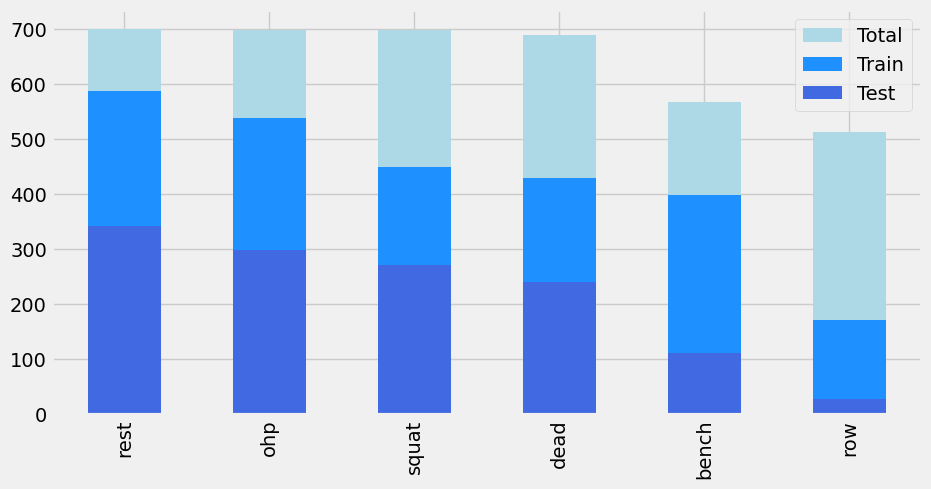 700
600
500
400
300
200
100
0
Total
Train
Test
rest
ohp
squat
dead
bench
row